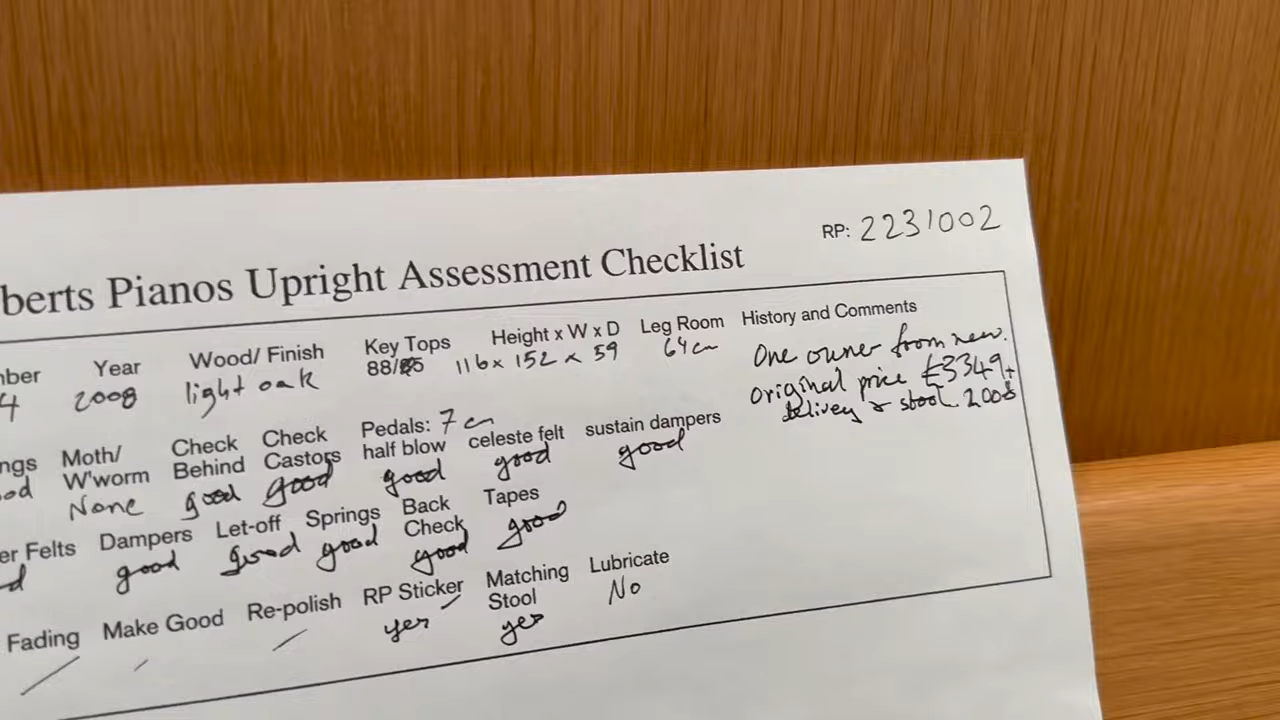 RP: 2231002
berts Pianos Upright Assessment Checklist
Year Wood/ Finish Key Tops Height x W x D Leg Room History and Comments
4 2008 light oak 88/85 116 x 152 x 59 64cm One owner from new.
original price £3349+
delivery & stool 2008
Moth/ Check Check Pedals: 7cm
W'worm Behind Castors half blow celeste felt sustain dampers
None good good good good good
Felts Dampers Let-off Springs Back Tapes
Check
good good good good good
Fading Make Good Re-polish RP Sticker Matching Lubricate
Stool
yes yes No